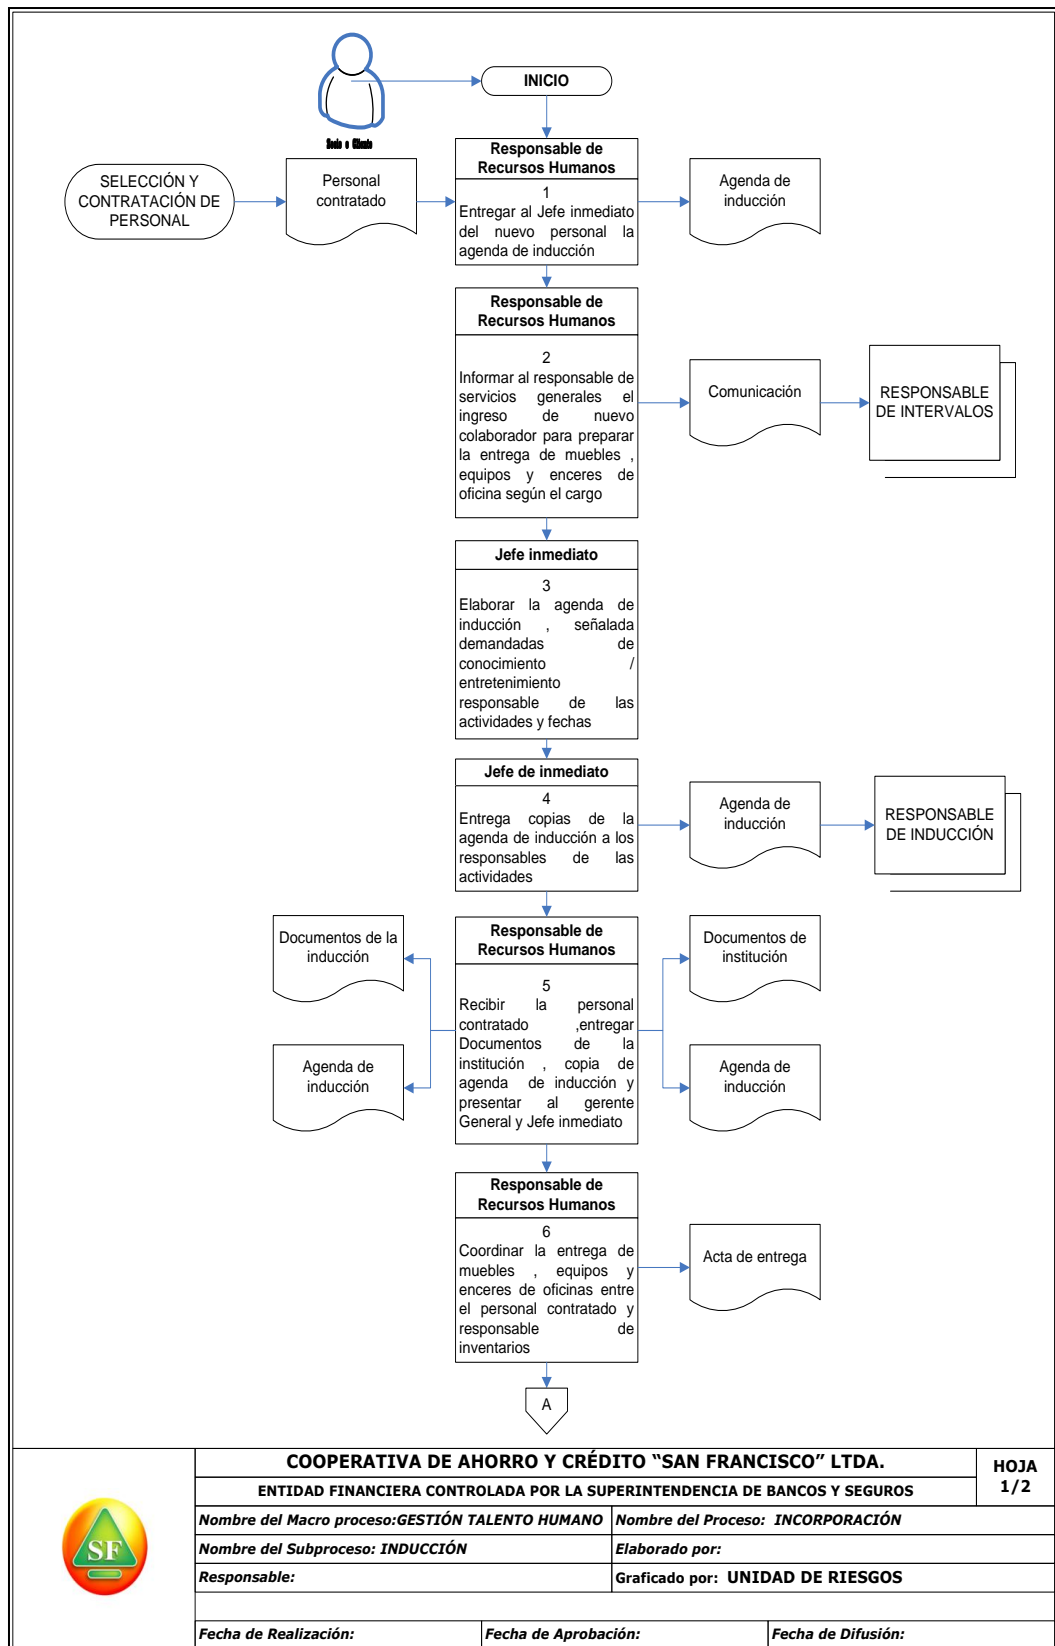 INICIO
Socio o Cliente
SELECCIÓN Y
CONTRATACIÓN DE
PERSONAL
Personal
contratado
Responsable de
Recursos Humanos
1
Entregar al Jefe inmediato
del nuevo personal la
agenda de inducción
Agenda de
inducción
Responsable de
Recursos Humanos
2
Informar al responsable de
servicios generales el
ingreso de nuevo
colaborador para preparar
la entrega de muebles ,
equipos y enceres de
oficina según el cargo
Comunicación
RESPONSABLE
DE INTERVALOS
Jefe inmediato
3
Elaborar la agenda de
inducción , señalada
demandadas de
conocimiento /
entretenimiento
responsable de las
actividades y fechas
Jefe de inmediato
4
Entrega copias de la
agenda de inducción a los
responsables de las
actividades
Agenda de
inducción
RESPONSABLE
DE INDUCCIÓN
Documentos de la
inducción
Agenda de
inducción
Responsable de
Recursos Humanos
5
Recibir la personal
contratado ,entregar
Documentos de la
institución , copia de
agenda de inducción y
presentar al gerente
General y Jefe inmediato
Documentos de
institución
Agenda de
inducción
Responsable de
Recursos Humanos
6
Coordinar la entrega de
muebles , equipos y
enceres de oficinas entre
el personal contratado y
responsable de
inventarios
Acta de entrega
A
SF
COOPERATIVA DE AHORRO Y CRÉDITO “SAN FRANCISCO” LTDA.
HOJA
1/2
ENTIDAD FINANCIERA CONTROLADA POR LA SUPERINTENDENCIA DE BANCOS Y SEGUROS
Nombre del Macro proceso:GESTIÓN TALENTO HUMANO
Nombre del Proceso: INCORPORACIÓN
Nombre del Subproceso: INDUCCIÓN
Elaborado por:
Responsable:
Graficado por: UNIDAD DE RIESGOS
Fecha de Realización:
Fecha de Aprobación:
Fecha de Difusión: